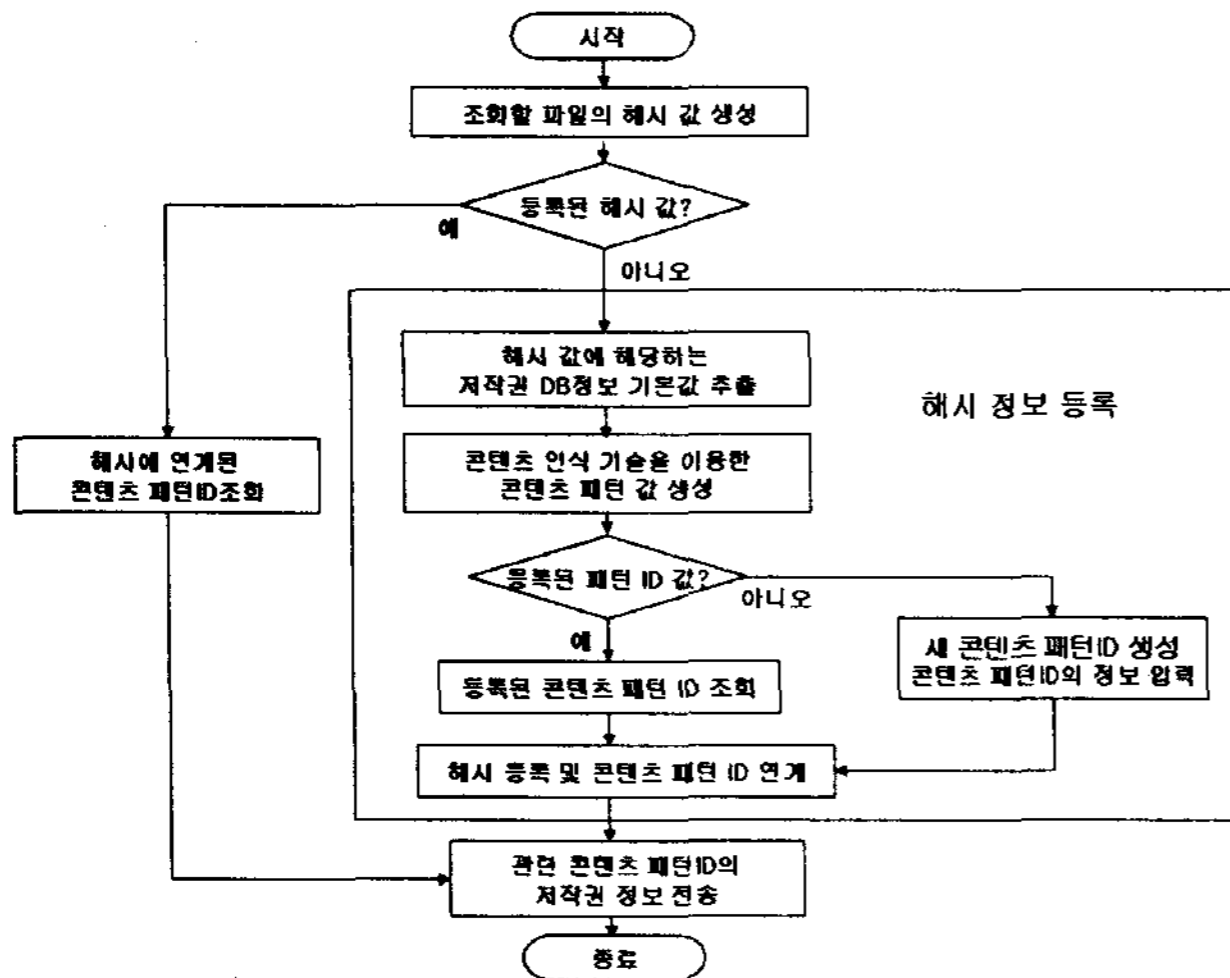 시작
조회할 파일의 해시 값 생성
등록된 해시 값?
예
아니오
해시 값에 해당하는
저작권 DB정보 기본값 추출
해시 정보 등록
해시에 연계된
콘텐츠 패턴ID조회
콘텐츠 인식 기술을 이용한
콘텐츠 패턴 값 생성
등록된 패턴 ID 값?
아니오
예
새 콘텐츠 패턴ID 생성
콘텐츠 패턴ID의 정보 입력
등록된 콘텐츠 패턴 ID 조회
해시 등록 및 콘텐츠 패턴 ID 연계
관련 콘텐츠 패턴ID의
저작권 정보 전송
종료